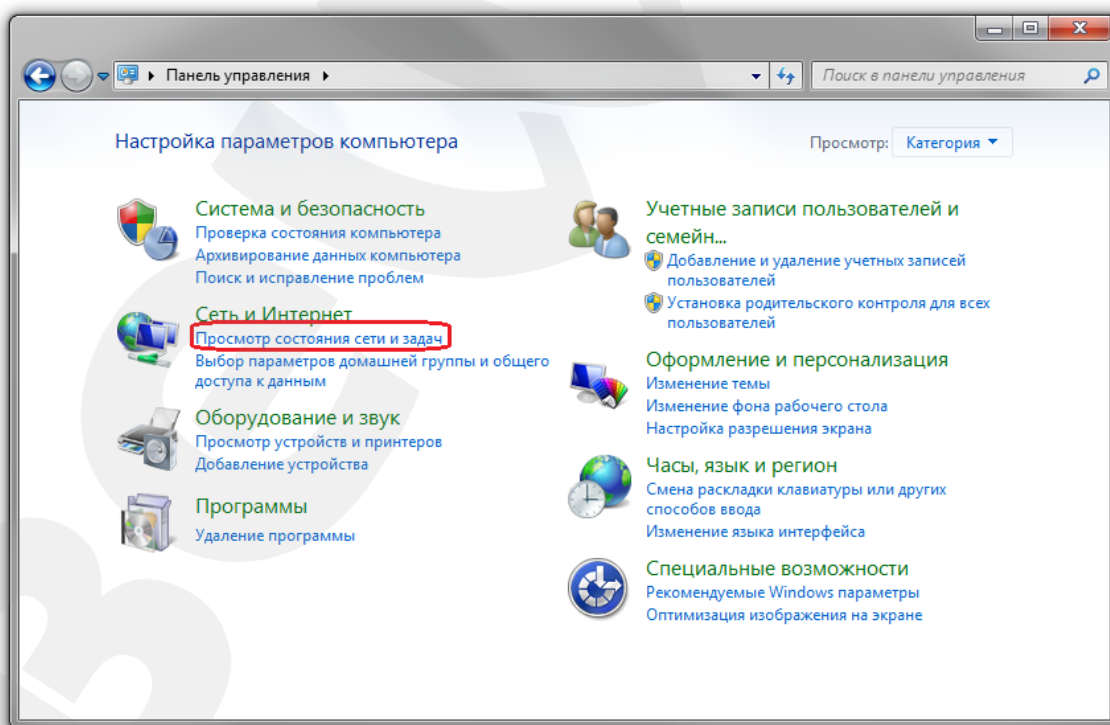 Панель управления
Поиск в панели управления
Настройка параметров компьютера
Просмотр: Категория
Система и безопасность
Проверка состояния компьютера
Архивирование данных компьютера
Поиск и исправление проблем
Сеть и Интернет
Просмотр состояния сети и задач
Выбор параметров домашней группы и общего
доступа к данным
Оборудование и звук
Просмотр устройств и принтеров
Добавление устройства
Программы
Удаление программы
Учетные записи пользователей и
семейн...
Добавление и удаление учетных записей
пользователей
Установка родительского контроля для всех
пользователей
Оформление и персонализация
Изменение темы
Изменение фона рабочего стола
Настройка разрешения экрана
Часы, язык и регион
Смена раскладки клавиатуры или других
способов ввода
Изменение языка интерфейса
Специальные возможности
Рекомендуемые Windows параметры
Оптимизация изображения на экране